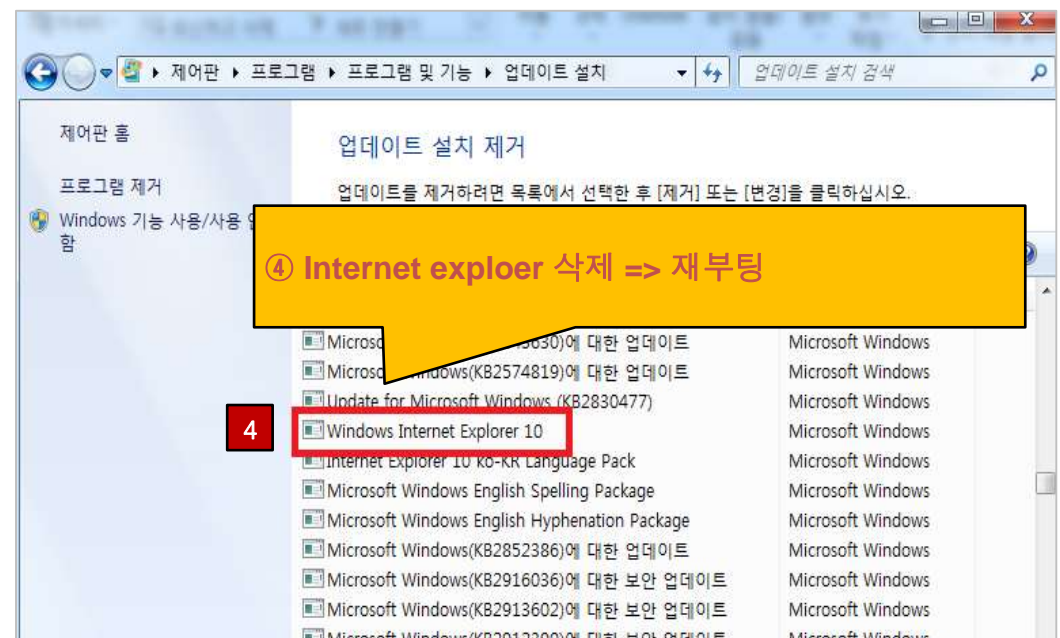 제어판 ▸ 프로그램 ▸ 프로그램 및 기능 ▸ 업데이트 설치
업데이트 설치 검색
제어판 홈
프로그램 제거
Windows 기능 사용/사용
함
업데이트 설치 제거
업데이트를 제거하려면 목록에서 선택한 후 [제거] 또는 [변경]을 클릭하십시오.
④ Internet exploer 삭제 => 재부팅
에 대한 업데이트 Microsoft Windows
(KB2574819)에 대한 업데이트 Microsoft Windows
Update for Microsoft Windows (KB2830477) Microsoft Windows
4
Windows Internet Explorer 10 Microsoft Windows
Internet Explorer 10 ko-KR Language Pack Microsoft Windows
Microsoft Windows English Spelling Package Microsoft Windows
Microsoft Windows English Hyphenation Package Microsoft Windows
Microsoft Windows(KB2852386)에 대한 업데이트 Microsoft Windows
Microsoft Windows(KB2916036)에 대한 보안 업데이트 Microsoft Windows
Microsoft Windows(KB2913602)에 대한 보안 업데이트 Microsoft Windows